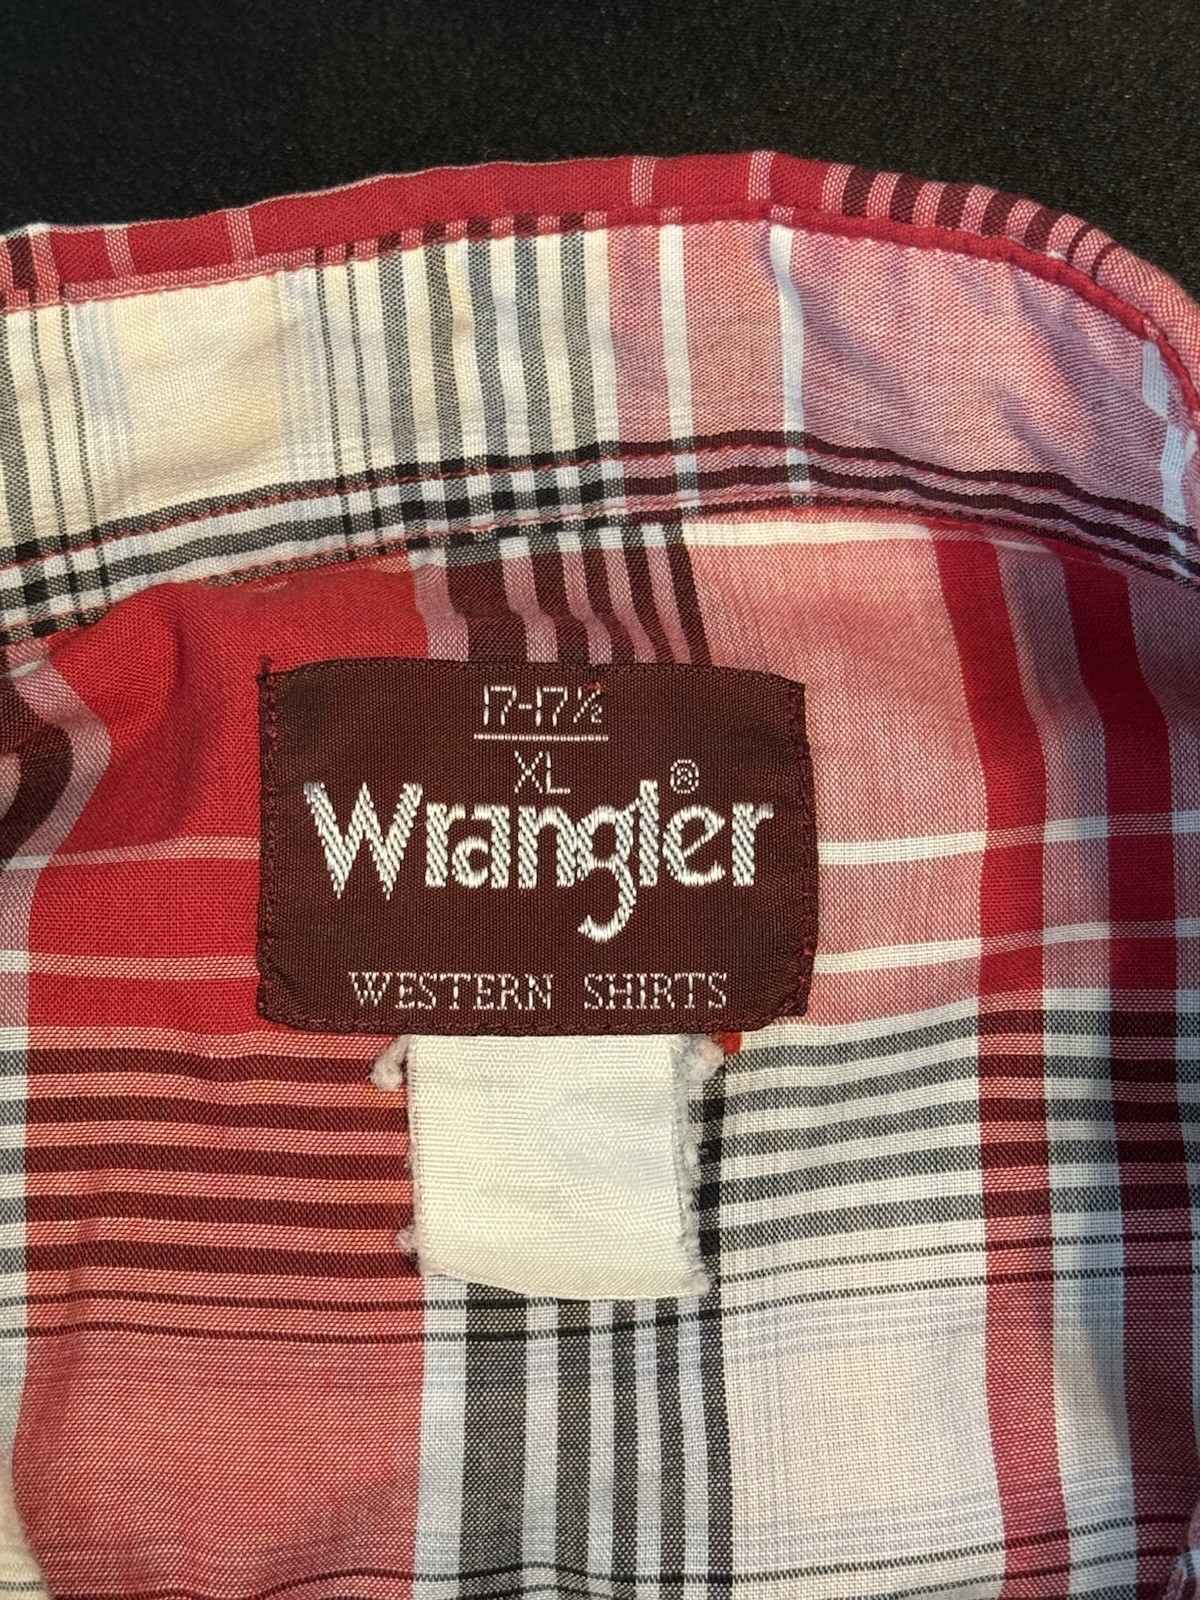 17-17½
XL
Wrangler®
WESTERN SHIRTS